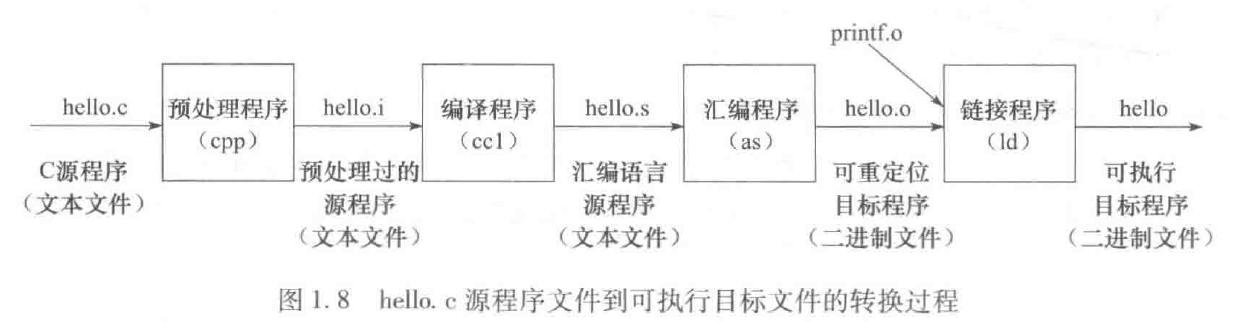 printf.o
hello.c
预处理程序
(cpp)
hello.i
编译程序
(cc1)
hello.s
汇编程序
(as)
hello.o
链接程序
(ld)
hello
C源程序
(文本文件)
预处理过的
源程序
(文本文件)
汇编语言
源程序
(文本文件)
可重定位
目标程序
(二进制文件)
可执行
目标程序
(二进制文件)
图 1.8 hello. c 源程序文件到可执行目标文件的转换过程